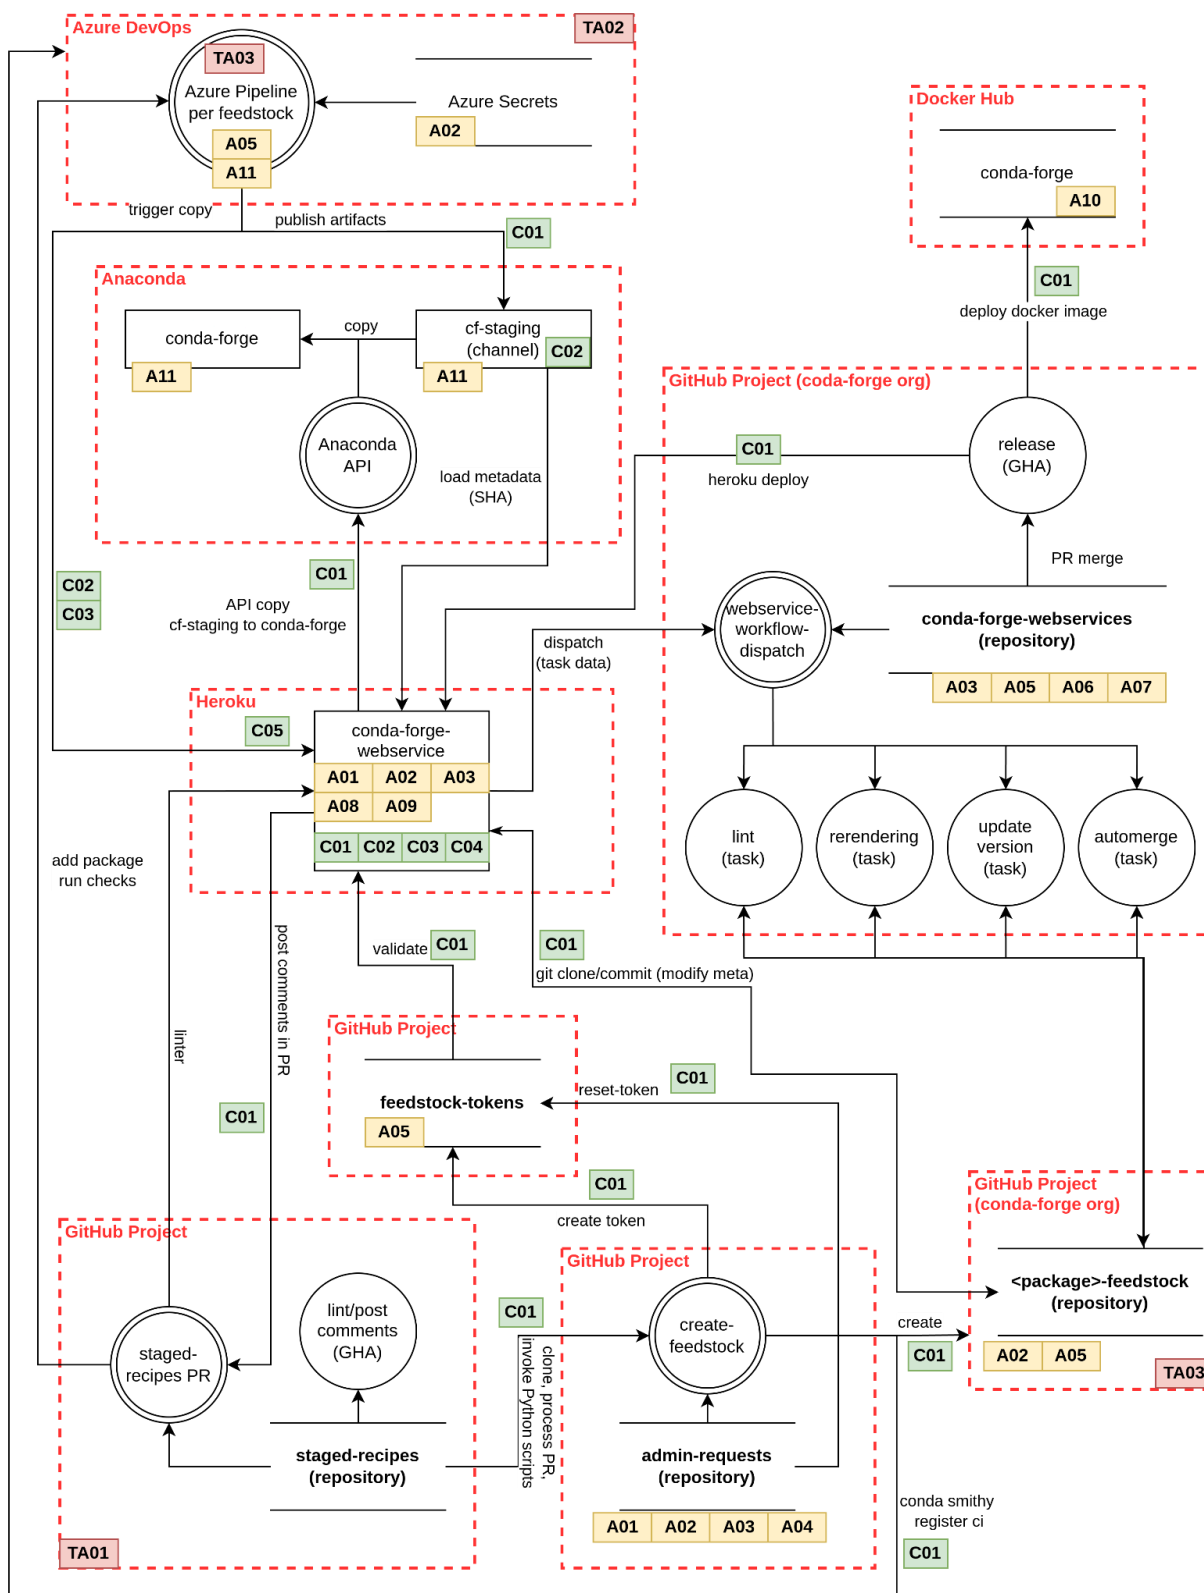 Azure DevOps
TA02
TA03
Azure Pipeline
per feedstock
A05
A11
Azure Secrets
A02
Docker Hub
conda-forge
A10
trigger copy
publish artifacts
C01
C01
deploy docker image
Anaconda
conda-forge
A11
copy
cf-staging
(channel)
C02
A11
Anaconda
API
load metadata
(SHA)
GitHub Project (coda-forge org)
C01
heroku deploy
release
(GHA)
PR merge
C02
C03
C01
API copy
cf-staging to conda-forge
dispatch
(task data)
webservice-
workflow-
dispatch
conda-forge-webservices
(repository)
A03
A05
A06
A07
Heroku
C05
conda-forge-
webservice
A01
A02
A03
A08
A09
C01
C02
C03
C04
lint
(task)
rerendering
(task)
update
version
(task)
automerge
(task)
add package
run checks
post comments in PR
linter
validate
C01
C01
git clone/commit (modify meta)
GitHub Project
feedstock-tokens
A05
reset-token
C01
C01
C01
create token
GitHub Project
(conda-forge org)
<package>-feedstock
(repository)
A02
A05
TA03
GitHub Project
staged-
recipes PR
lint/post
comments
(GHA)
staged-recipes
(repository)
TA01
C01
clone, process PR,
invoke Python scripts
GitHub Project
create-
feedstock
admin-requests
(repository)
A01
A02
A03
A04
create
C01
conda smithy
register ci
C01